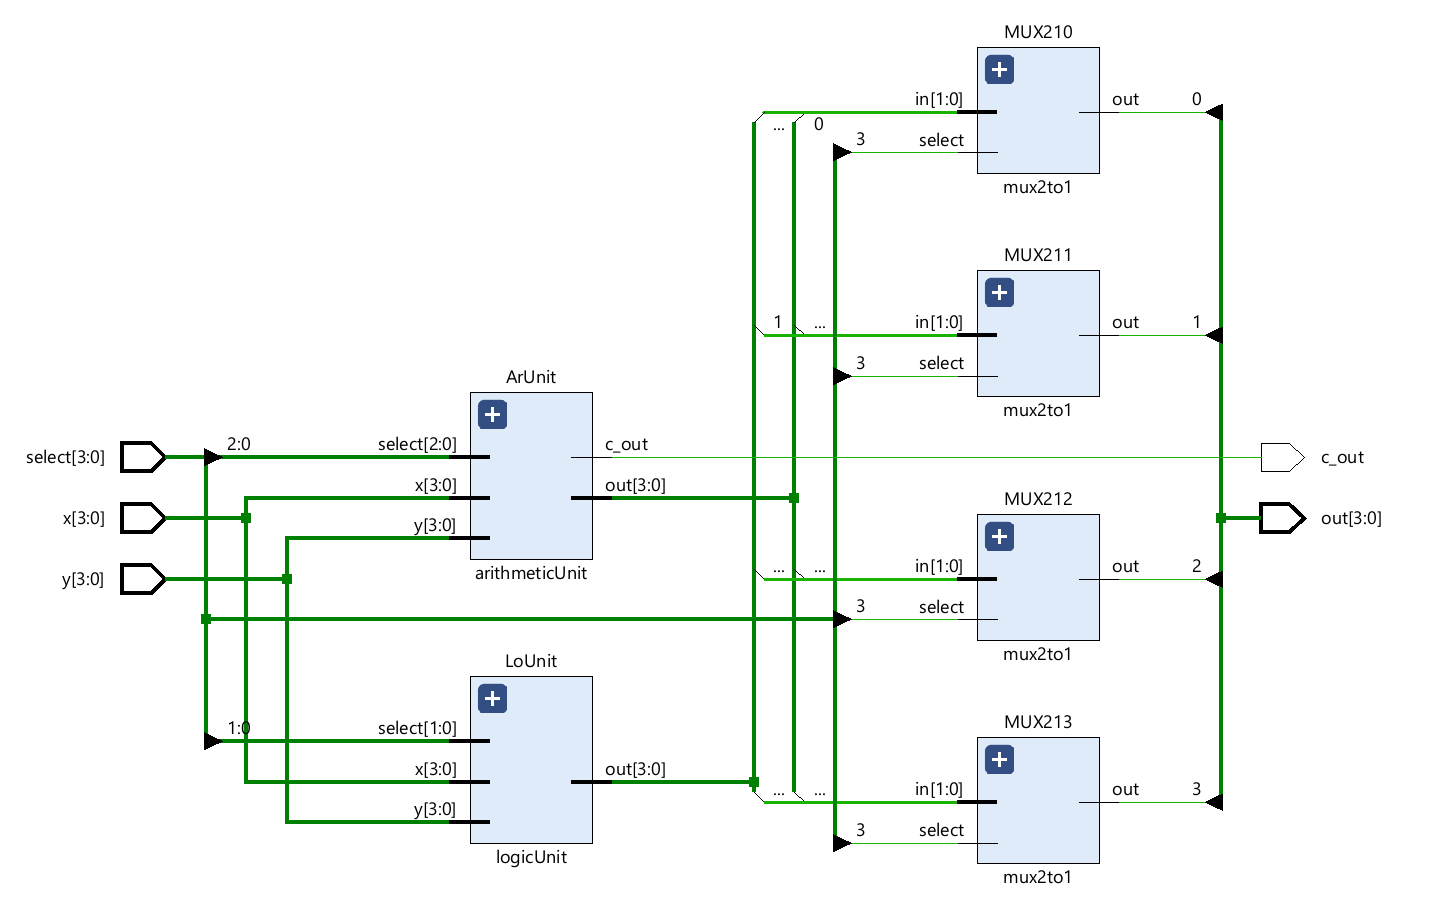 MUX210
in[1:0]
out
0
... 0
3
select
mux2to1
MUX211
1 ...
in[1:0]
out
1
3
select
mux2to1
ArUnit
select[3:0]
2:0
select[2:0]
c_out
c_out
x[3:0]
x[3:0]
out[3:0]
out[3:0]
y[3:0]
y[3:0]
arithmeticUnit
MUX212
... ...
in[1:0]
out
2
3
select
mux2to1
LoUnit
1:0
select[1:0]
x[3:0]
out[3:0]
y[3:0]
logicUnit
MUX213
... ...
in[1:0]
out
3
3
select
mux2to1